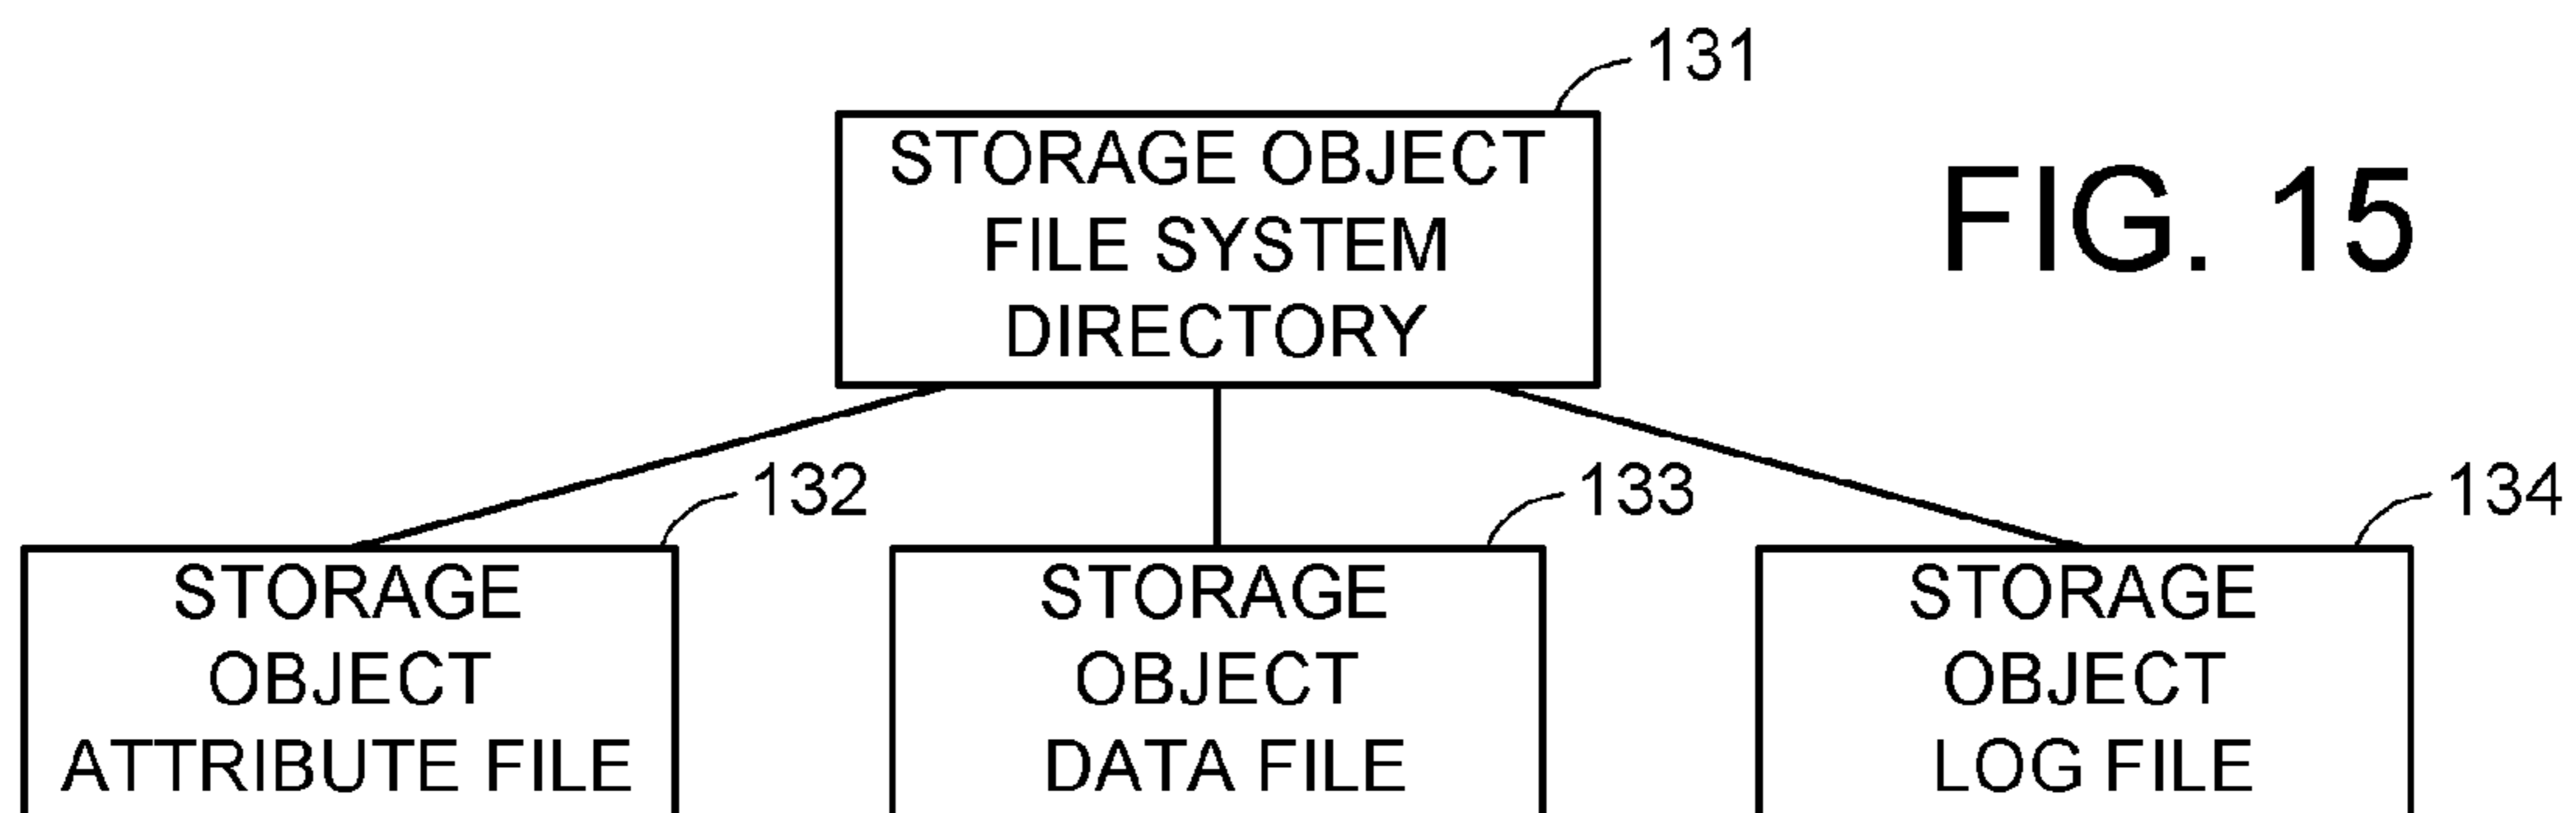 131
STORAGE OBJECT
FILE SYSTEM
DIRECTORY
FIG. 15
132
STORAGE
OBJECT
ATTRIBUTE FILE
133
STORAGE
OBJECT
DATA FILE
134
STORAGE
OBJECT
LOG FILE